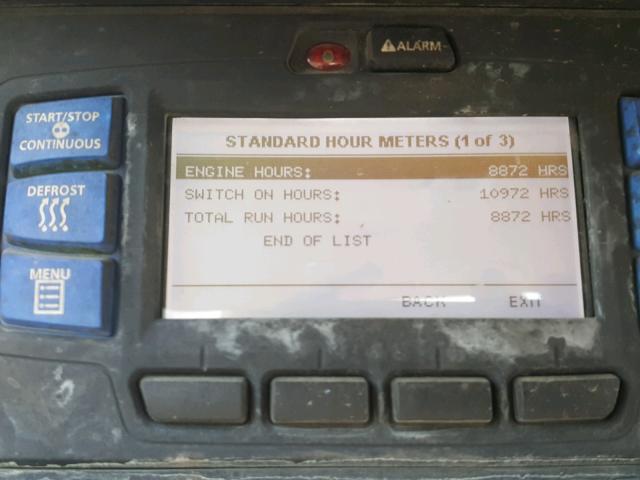 ALARM
START/STOP
CONTINUOUS
DEFROST
MENU
STANDARD HOUR METERS (1 of 3)
ENGINE HOURS: 8872 HRS
SWITCH ON HOURS: 10972 HRS
TOTAL RUN HOURS: 8872 HRS
END OF LIST
BACK EXIT